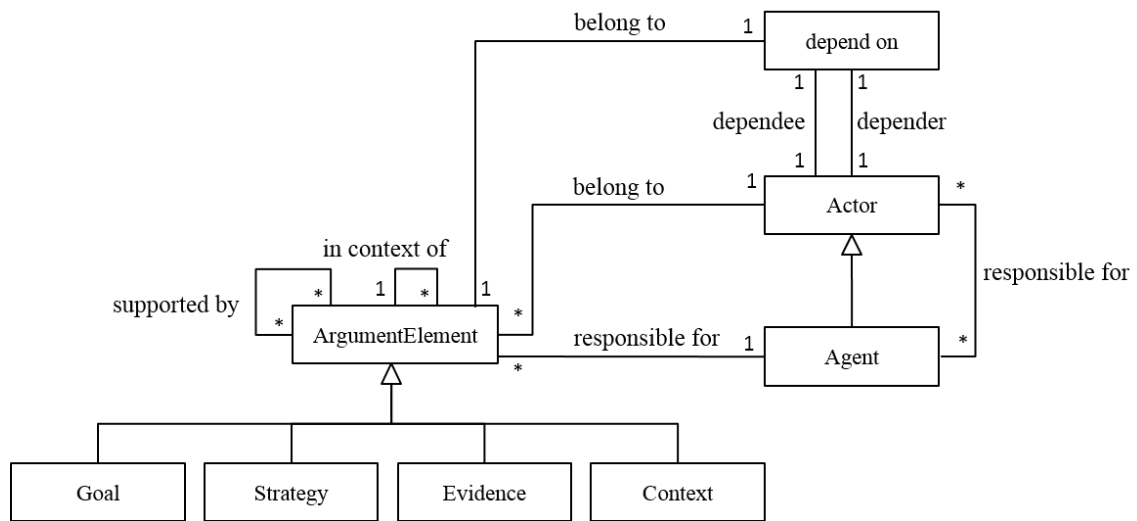 belong to 1 depend on
1 1
dependee depender
1 1
belong to 1 Actor *
in context of
responsible for
supported by * 1 * 1 *
*
ArgumentElement responsible for 1 Agent *
*
Goal Strategy Evidence Context